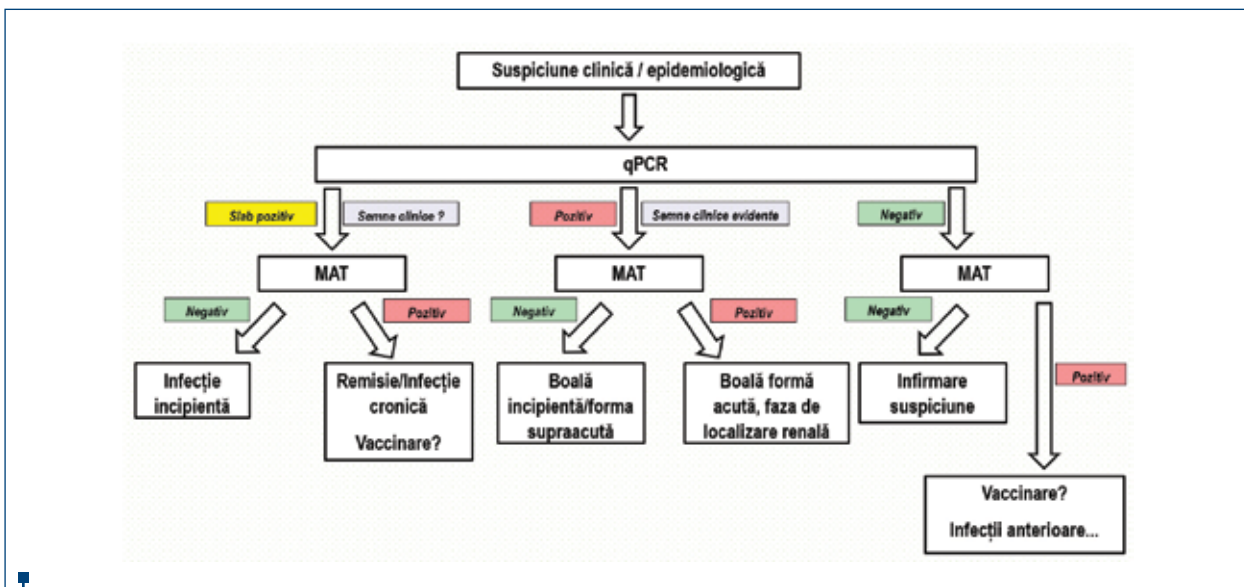 Suspiciune clinică / epidemiologică
qPCR
Slab pozitiv
Semne clinice ?
Pozitiv
Semne clinice evidente
Negativ
MAT
MAT
MAT
Negativ
Pozitiv
Negativ
Pozitiv
Negativ
Pozitiv
Infecție
incipientă
Remisie/Infecție
cronică
Vaccinare?
Boală
incipientă/forma
supraacută
Boală formă
acută, faza de
localizare renală
Infirmare
suspiciune
Vaccinare?
Infecții anterioare...